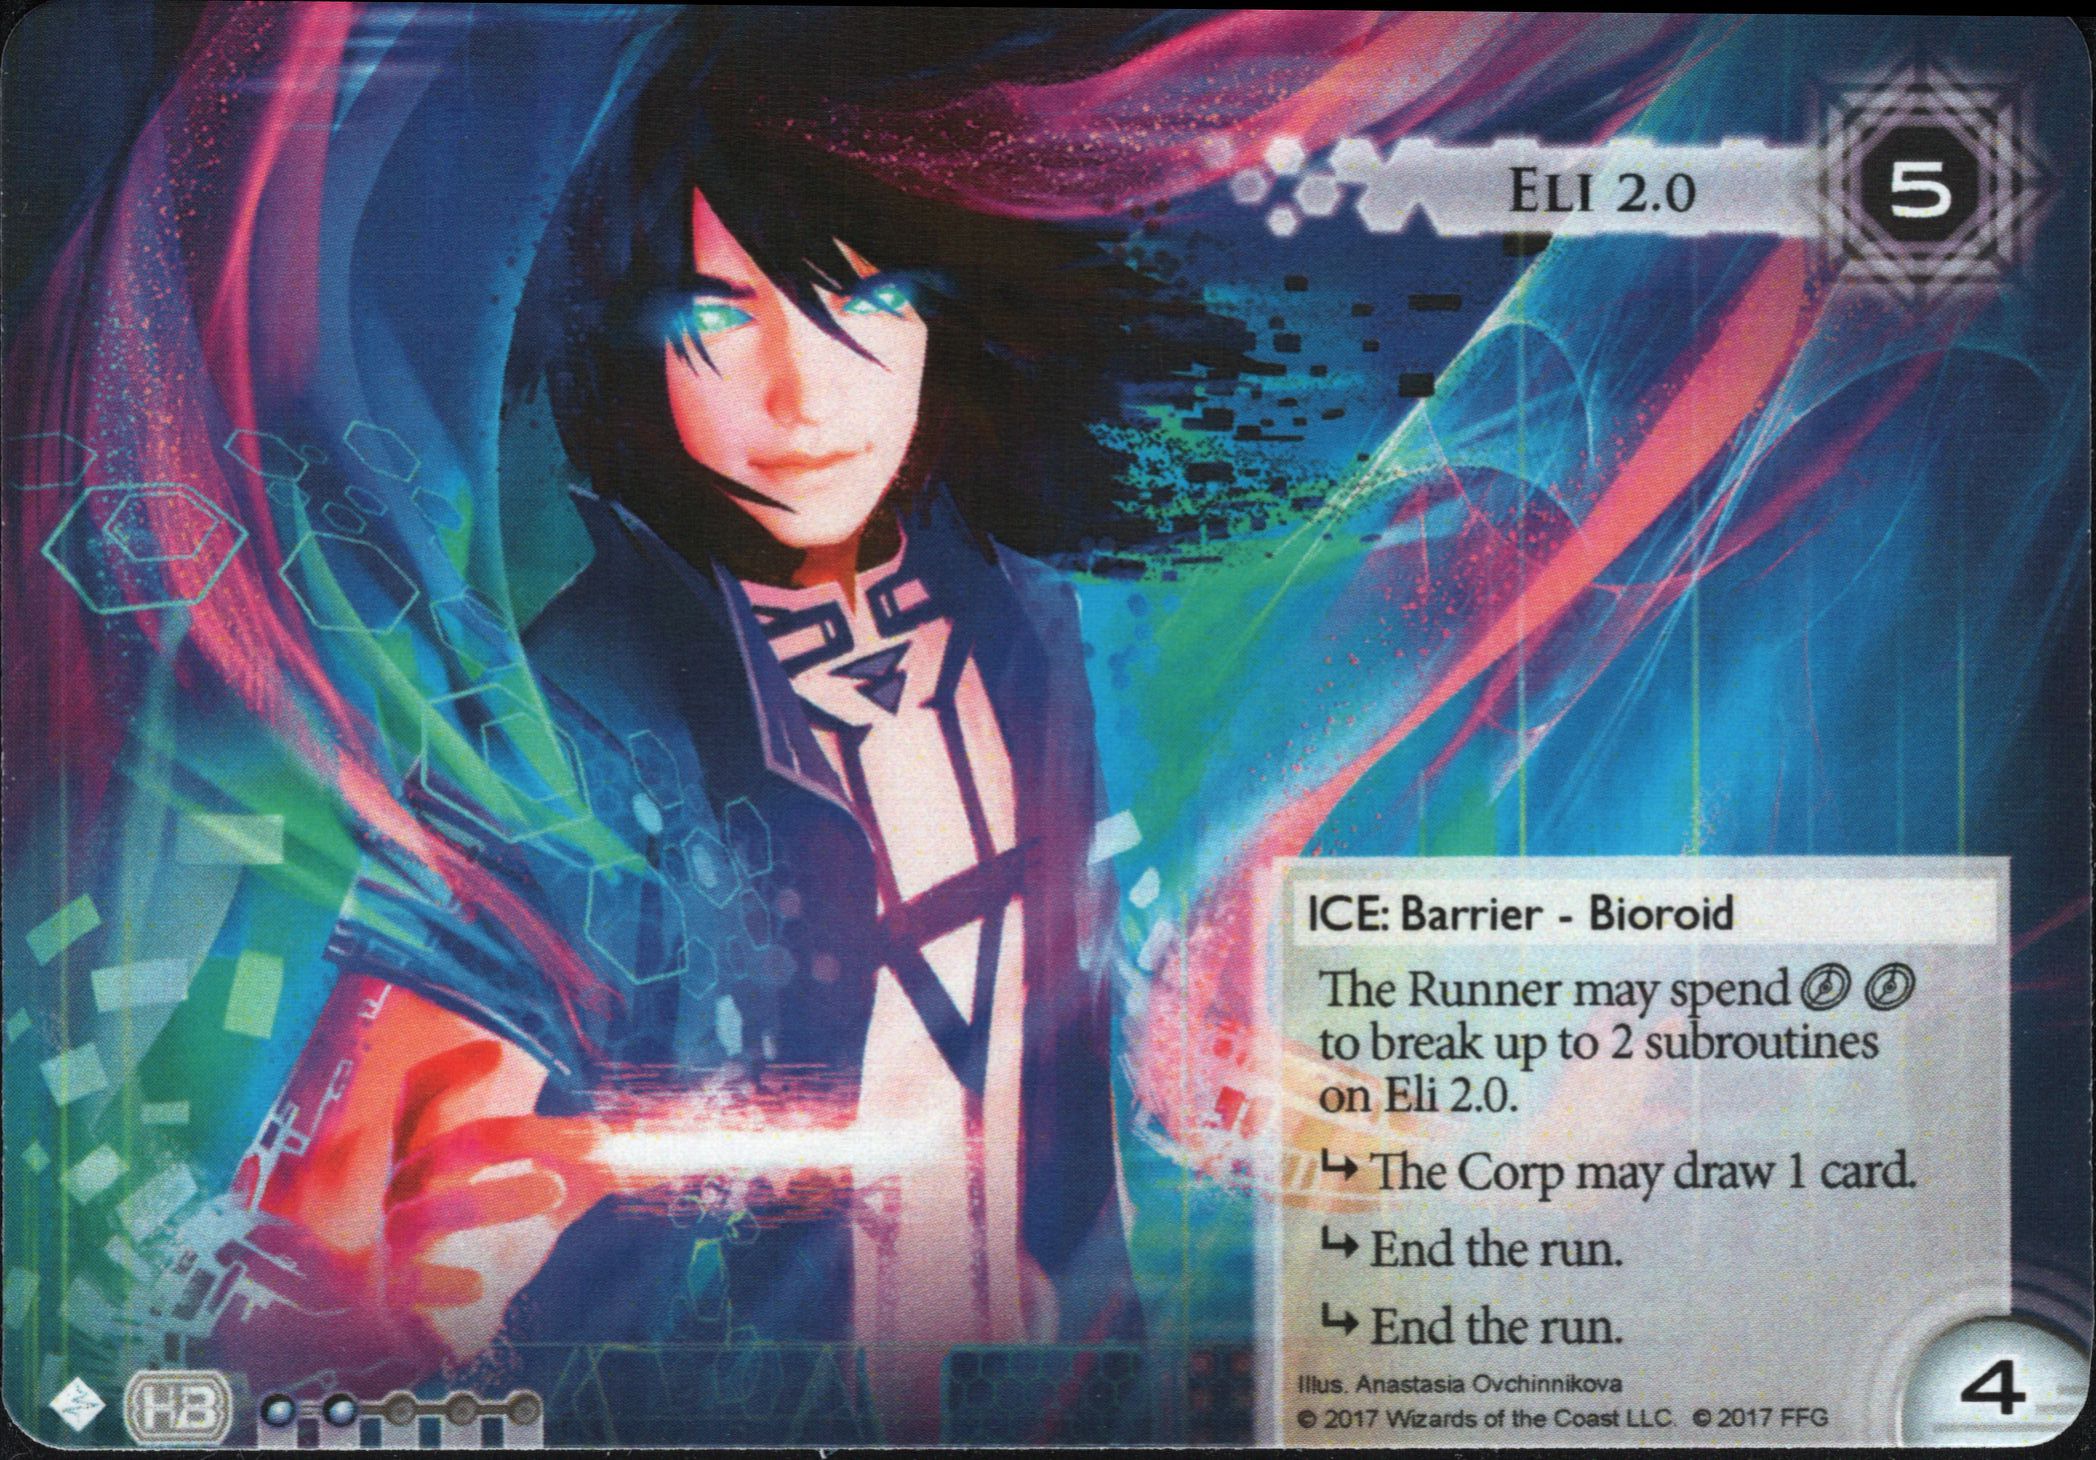 Eli 2.0
5
ICE: Barrier - Bioroid
The Runner may spend
to break up to 2 subroutines
on Eli 2.0.
↳ The Corp may draw 1 card.
↳ End the run.
↳ End the run.
Illus. Anastasia Ovchinnikova
© 2017 Wizards of the Coast LLC. © 2017 FFG
4
HB